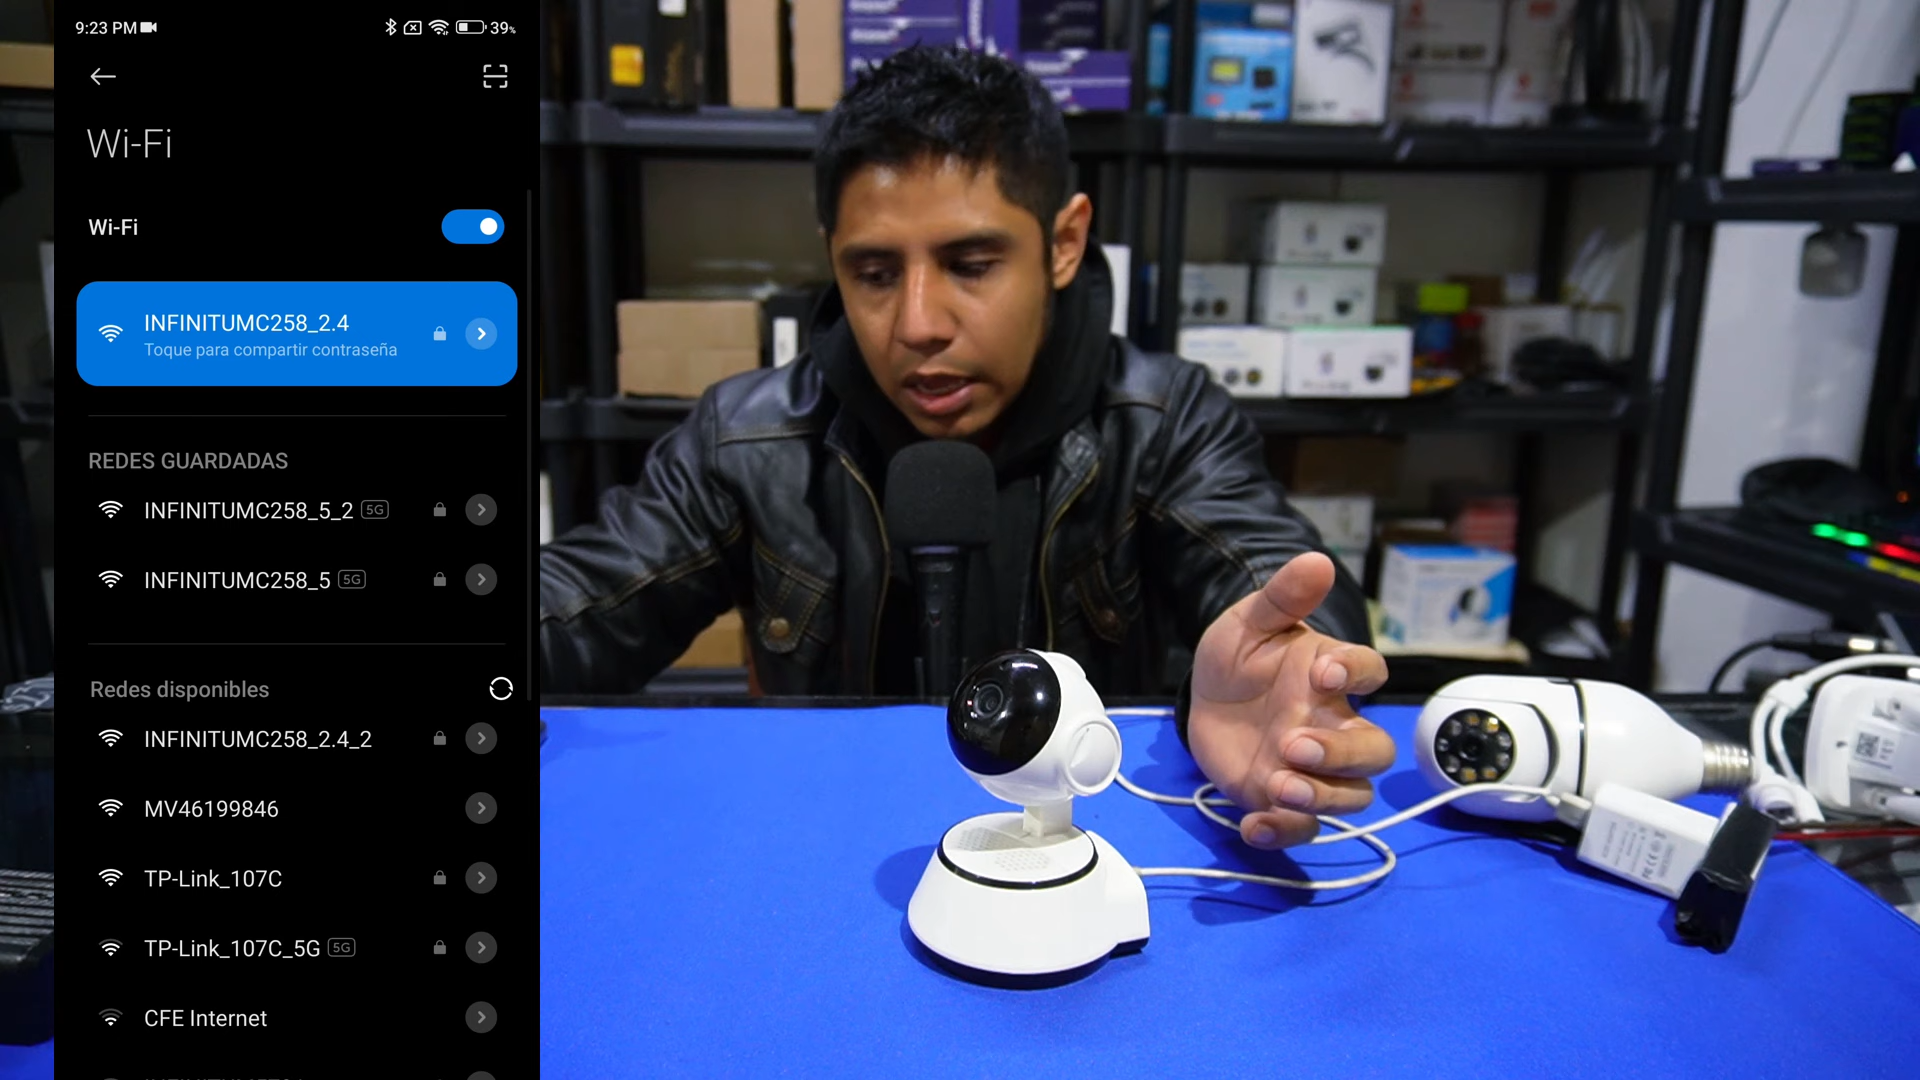 9:23 PM
39%
Wi-Fi
Wi-Fi
INFINITUMC258_2.4
Toque para compartir contraseña
REDES GUARDADAS
INFINITUMC258_5_2 5G
INFINITUMC258_5 5G
Redes disponibles
INFINITUMC258_2.4_2
MV46199846
TP-Link_107C
TP-Link_107C_5G 5G
CFE Internet